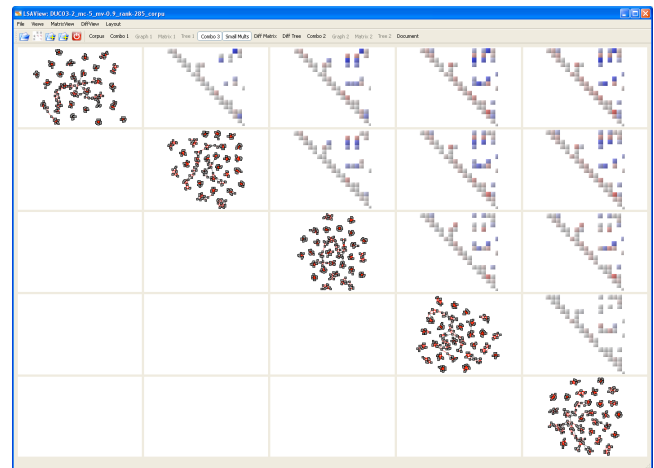 LSAView: DUC03-2_mc-5_mv-0.9_rank-205_corpu
File Views MatrixView DiffView Layout
Corpus Combo 1 Graph 1 Matrix 1 Tree 1 Combo 3 Small Mults Diff Matrix Diff Tree Combo 2 Graph 2 Matrix 2 Tree 2 Document